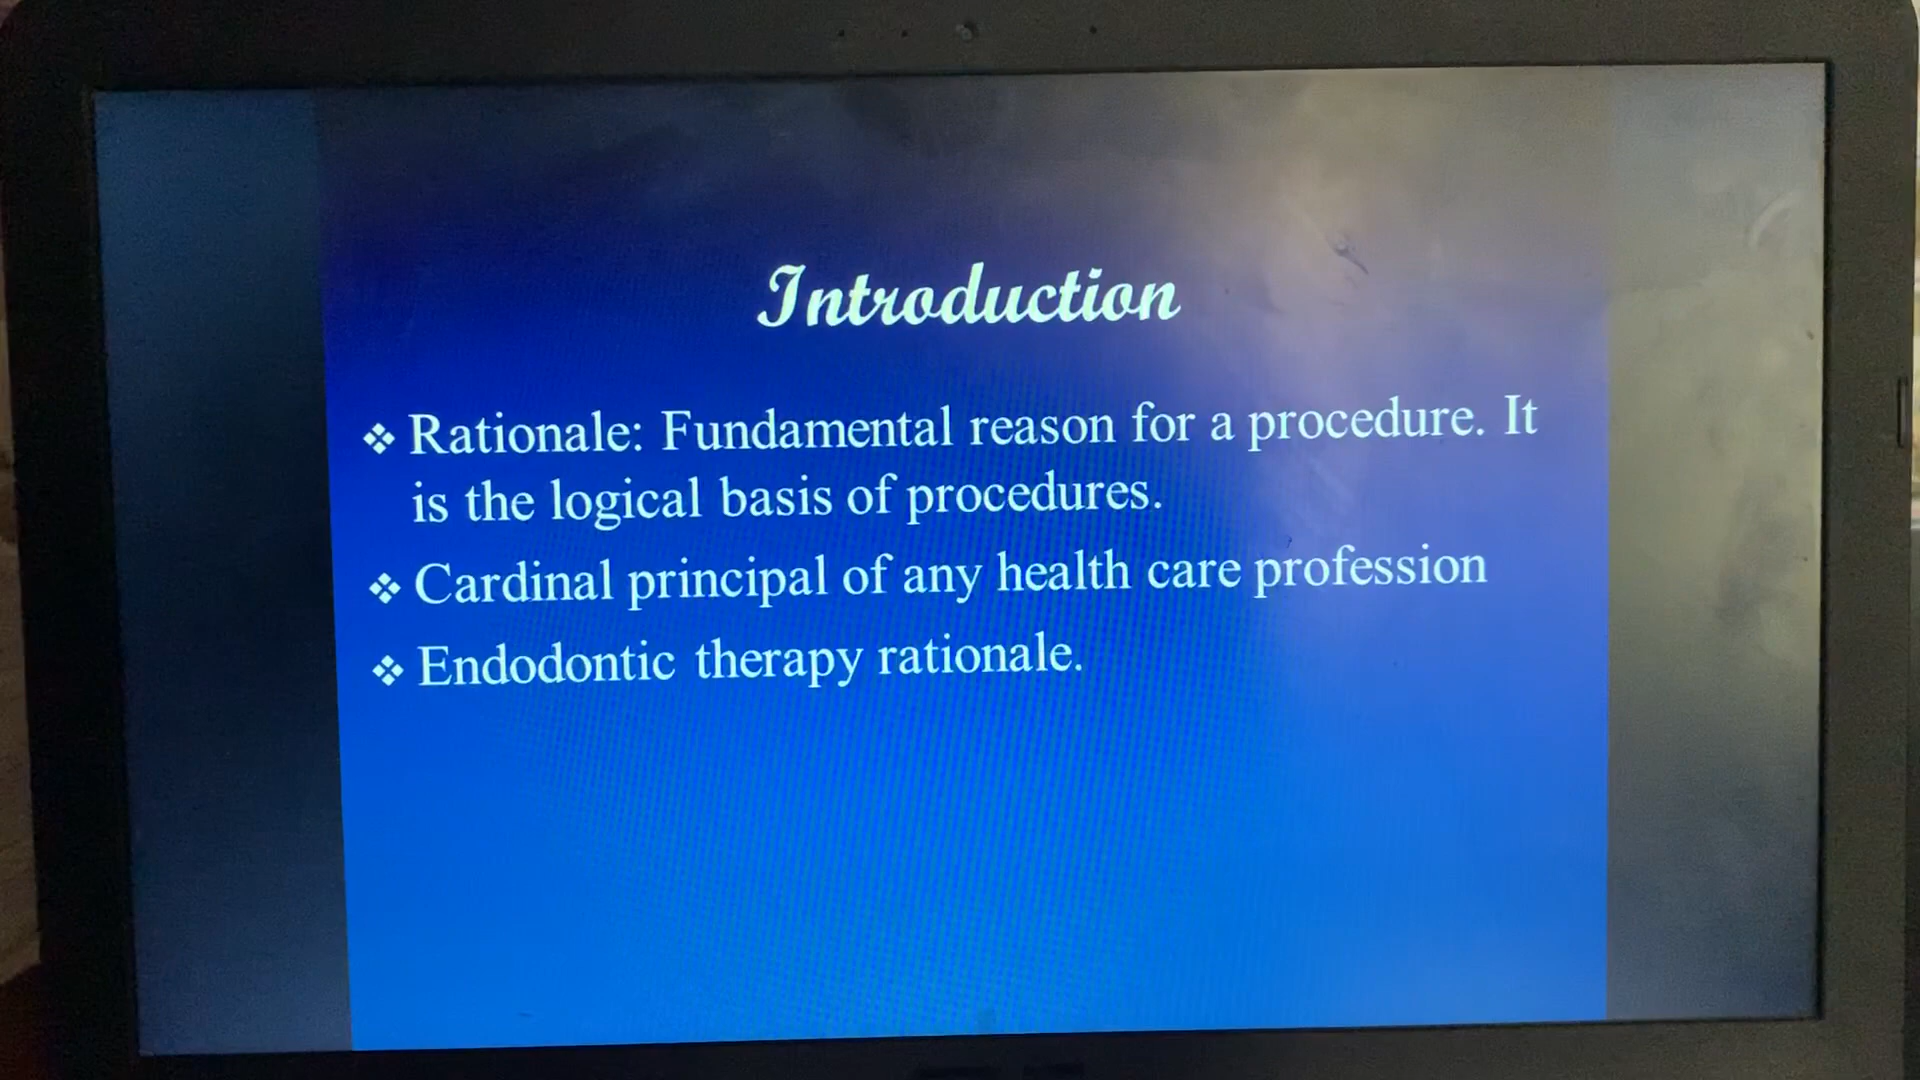 Introduction
❖ Rationale: Fundamental reason for a procedure. It
is the logical basis of procedures.
❖ Cardinal principal of any health care profession
❖ Endodontic therapy rationale.